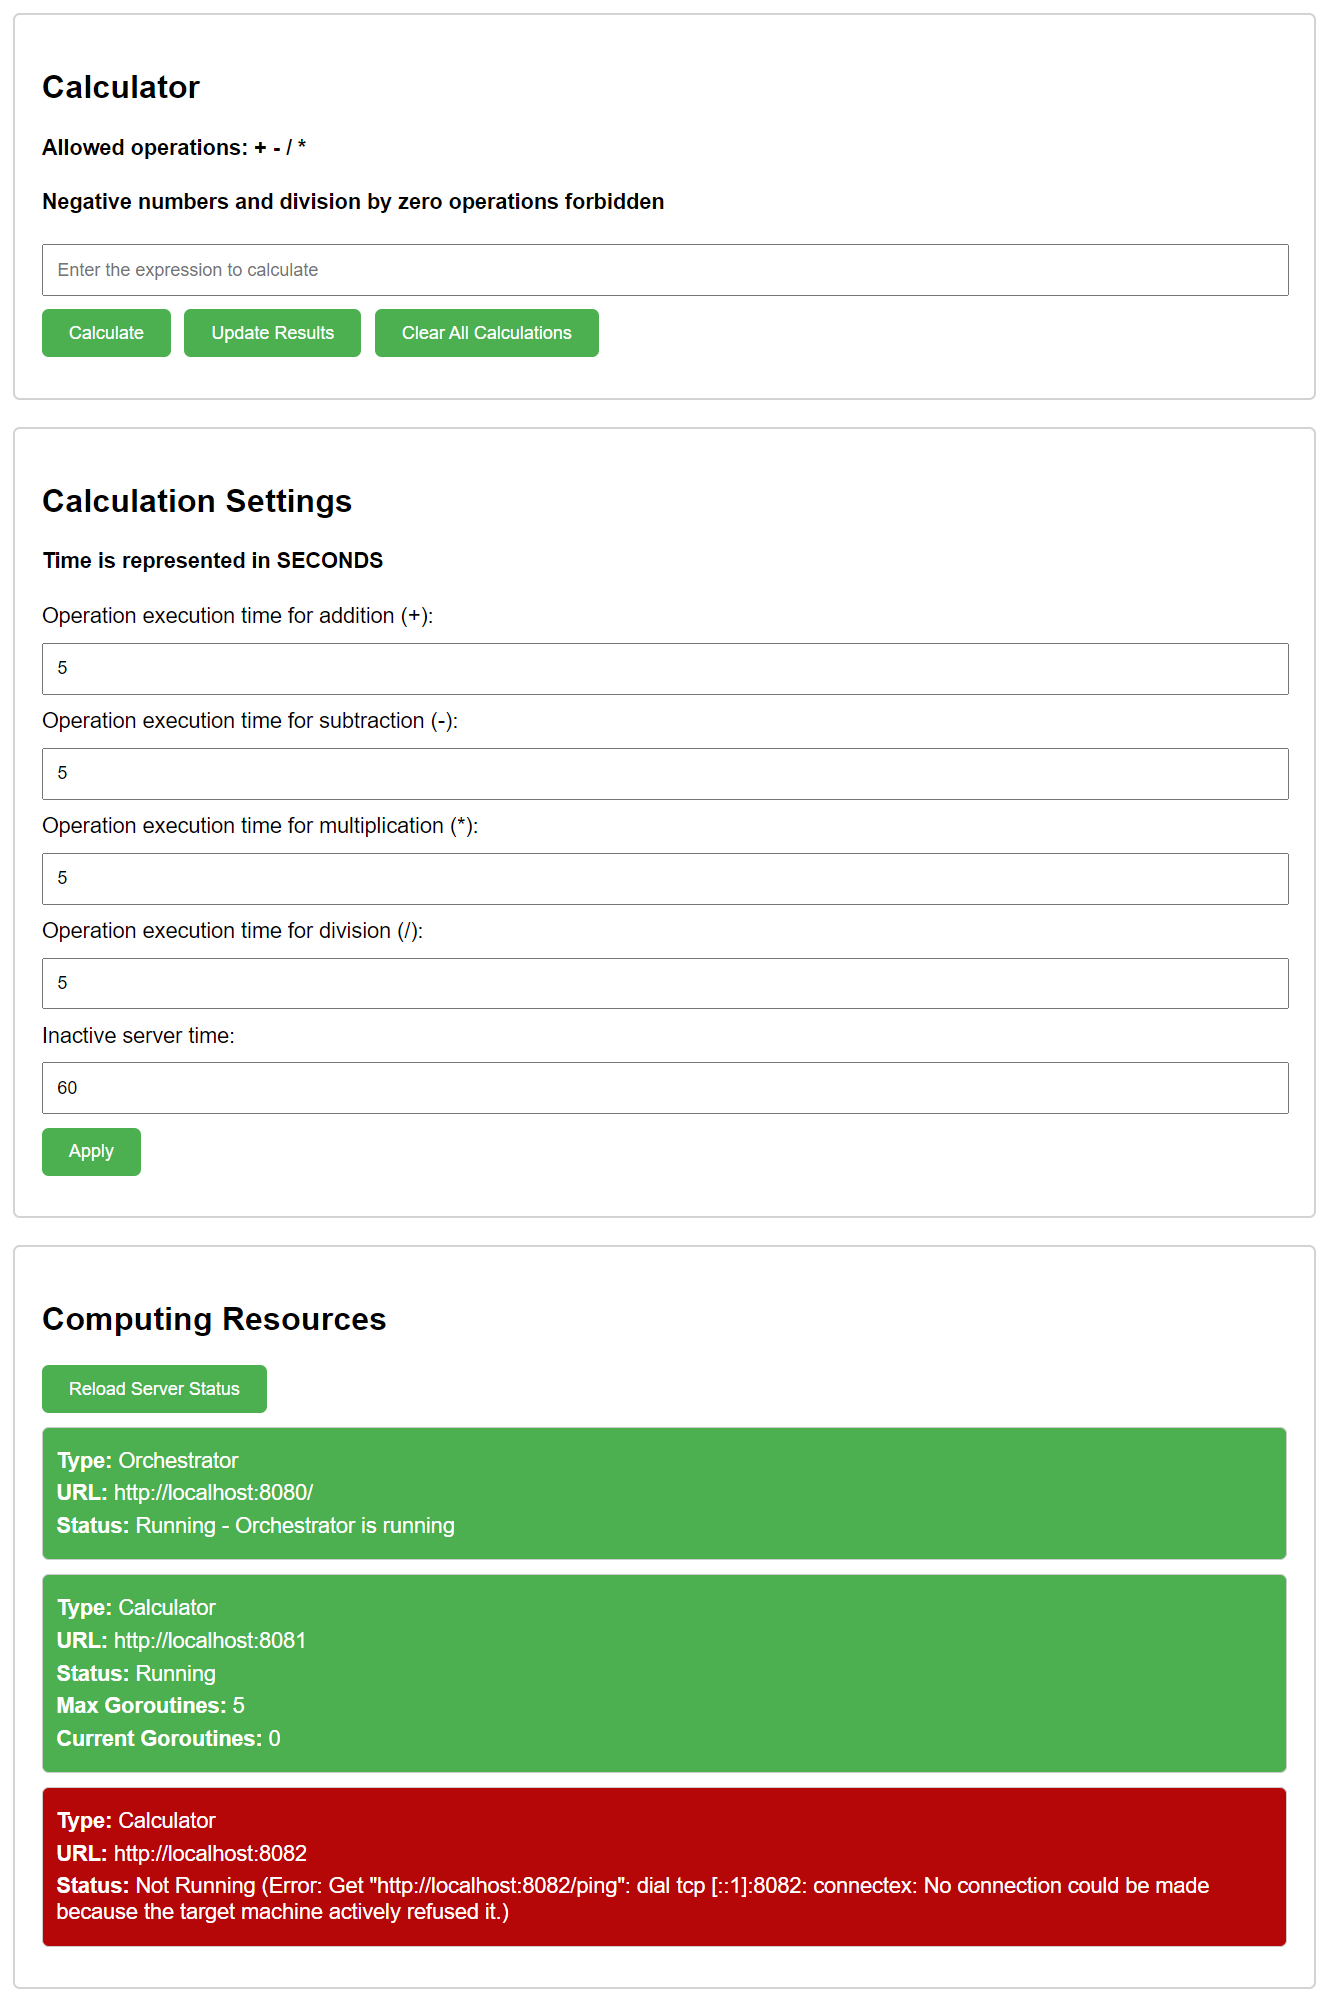 Calculator
Allowed operations: + - / *
Negative numbers and division by zero operations forbidden
Enter the expression to calculate
Calculate Update Results Clear All Calculations
Calculation Settings
Time is represented in SECONDS
Operation execution time for addition (+):
5
Operation execution time for subtraction (-):
5
Operation execution time for multiplication (*):
5
Operation execution time for division (/):
5
Inactive server time:
60
Apply
Computing Resources
Reload Server Status
Type: Orchestrator
URL: http://localhost:8080/
Status: Running - Orchestrator is running
Type: Calculator
URL: http://localhost:8081
Status: Running
Max Goroutines: 5
Current Goroutines: 0
Type: Calculator
URL: http://localhost:8082
Status: Not Running (Error: Get "http://localhost:8082/ping": dial tcp [::1]:8082: connectex: No connection could be made
because the target machine actively refused it.)